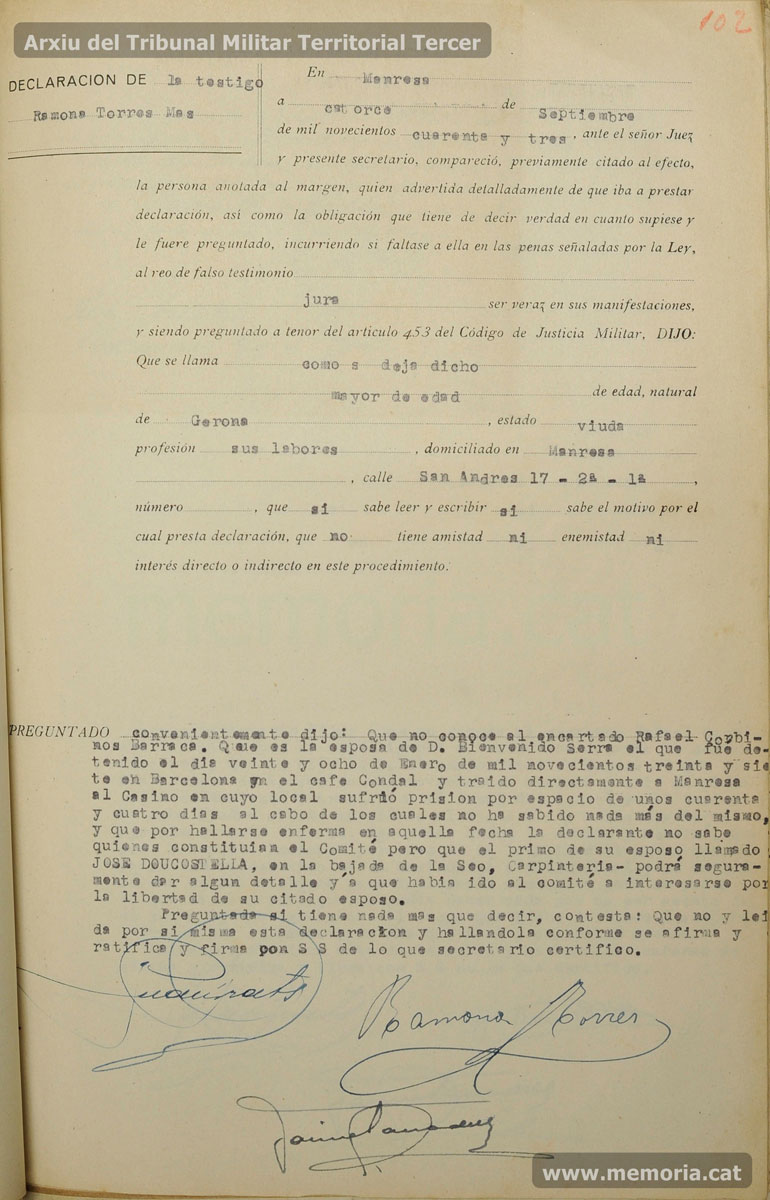 Arxiu del Tribunal Militar Territorial Tercer
102
DECLARACION DE la testigo
Ramona Torres Mas
En Manresa
a catorce de Septiembre
de mil novecientos cuarenta y tres, ante el señor Juez
y presente secretario, compareció, previamente citado al efecto,
la persona anotada al margen, quien advertida detalladamente de que iba a prestar
declaración, así como la obligación que tiene de decir verdad en cuanto supiese y
le fuere preguntado, incurriendo si faltase a ella en las penas señaladas por la Ley,
al reo de falso testimonio
jura ser veraz en sus manifestaciones,
y siendo preguntado a tenor del articulo 453 del Código de Justicia Militar, DIJO:
Que se llama como s deja dicho
mayor de edad de edad, natural
de Gerona, estado viuda
profesión sus labores, domiciliado en Manresa
, calle San Andres 17 - 2ª - 1ª,
número , que si sabe leer y escribir si sabe el motivo por el
cual presta declaración, que no tiene amistad ni enemistad ni
interés directo o indirecto en este procedimiento.
PREGUNTADO convenientemente dijo: Que no conoce al encartado Rafael Corbi-
nos Barraca. Que es la esposa de D. Bienvenido Serra el que fue de-
tenido el dia veinte y ocho de Enero de mil novecientos treinta y sie
te en Barcelona en el cafe Condal y traido directamente a Manresa
al Casino en cuyo local sufrió prision por espacio de unos cuarenta
y cuatro dias al cabo de los cuales no ha sabido nada más del mismo,
y que por hallarse enferma en aquella fecha la declarante no sabe
quienes constituian el Comité pero que el primo de su esposo llamado
JOSE DOUCOSTELLA, en la bajada de la Seo, Carpinteria- podrá segura-
mente dar algun detalle yá que habia ido al comité a interesarse por
la libertad de su citado esposo.
Preguntada si tiene nada mas que decir, contesta: Que no y lei
da por si misma esta declaracion y hallandola conforme se afirma y
ratifica y firma con S S de lo que secretario certifico.
Ramona Torres
www.memoria.cat